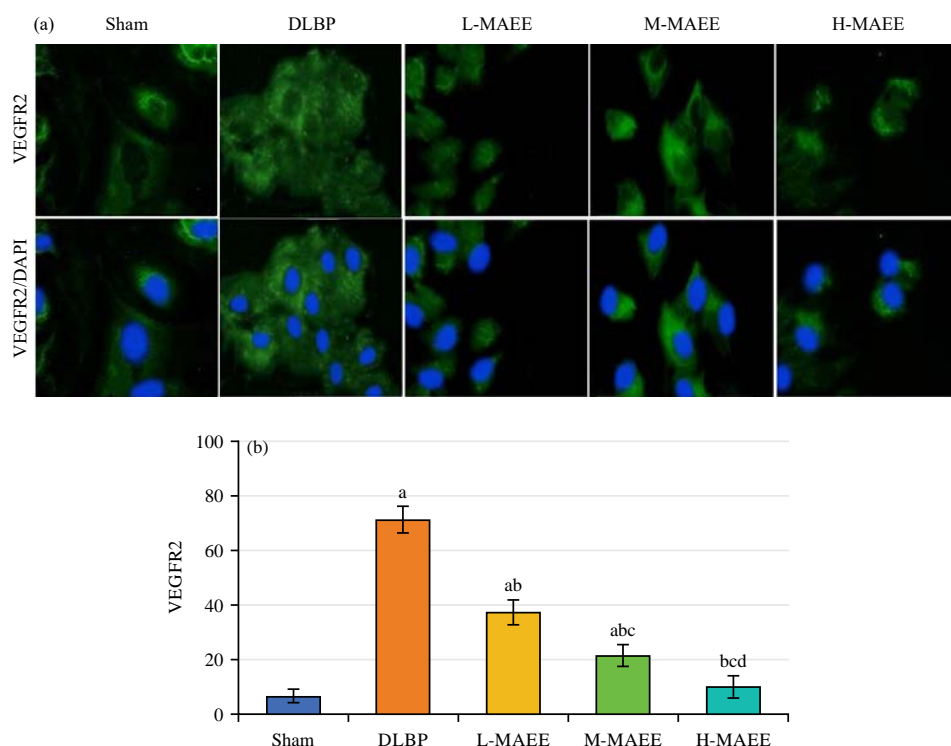 (a) Sham DLBP L-MAEE M-MAEE H-MAEE
VEGFR2
VEGFR2/DAPI
(b)
VEGFR2
100
80
60
40
20
0
a
ab
abc
bcd
Sham DLBP L-MAEE M-MAEE H-MAEE